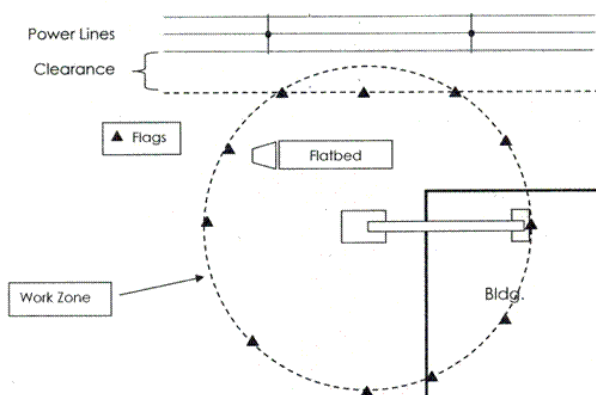 Power Lines
Clearance
Flags
Flatbed
Work Zone
Bldg.